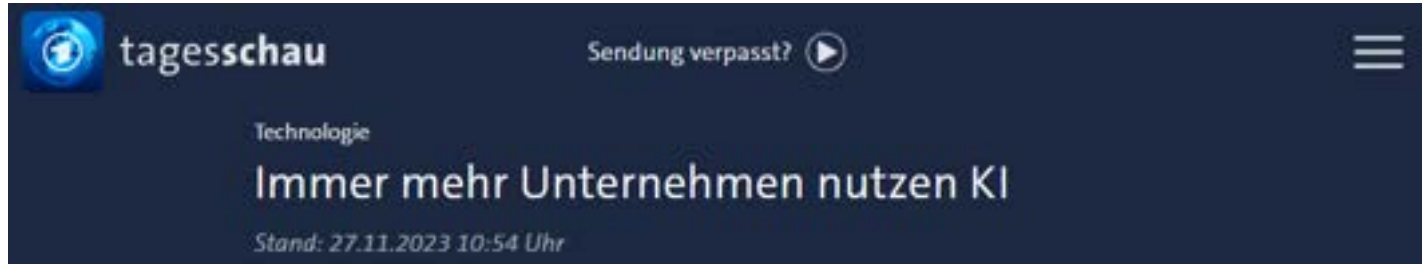 tagesschau
Sendung verpasst?
Technologie
Immer mehr Unternehmen nutzen KI
Stand: 27.11.2023 10:54 Uhr